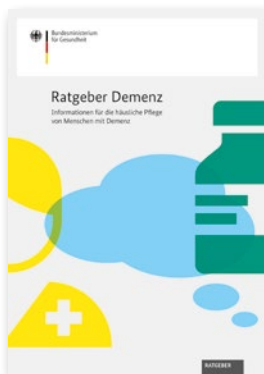 Bundesministerium
für Gesundheit
Ratgeber Demenz
Informationen für die häusliche Pflege
von Menschen mit Demenz
RATGEBER